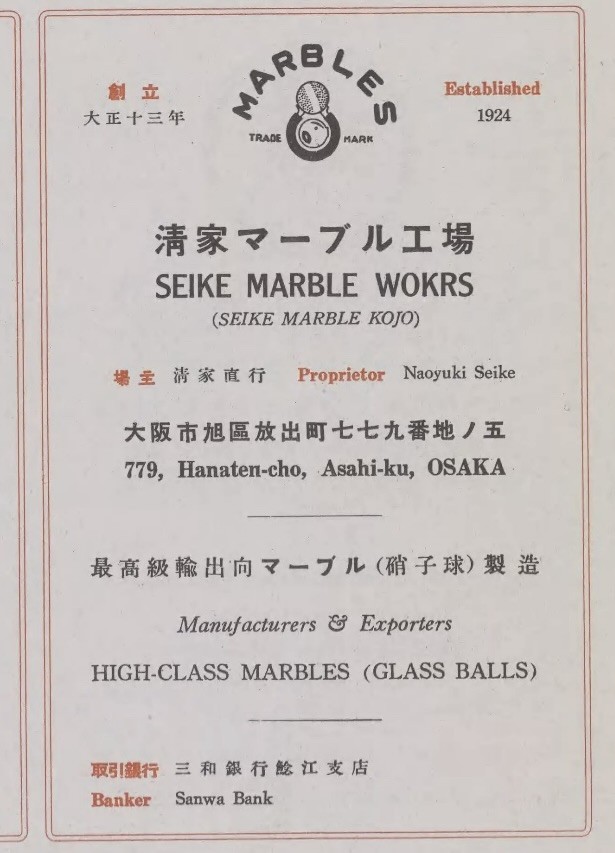 MARBLES
TRADE MARK
創立
大正十三年
Established
1924
清家マーブル工場
SEIKE MARBLE WOKRS
(SEIKE MARBLE KOJO)
場主 清家直行 Proprietor Naoyuki Seike
大阪市旭區放出町七七九番地ノ五
779, Hanaten-cho, Asahi-ku, OSAKA
最高級輸出向マーブル(硝子球)製造
Manufacturers & Exporters
HIGH-CLASS MARBLES (GLASS BALLS)
取引銀行 三和銀行鯰江支店
Banker Sanwa Bank